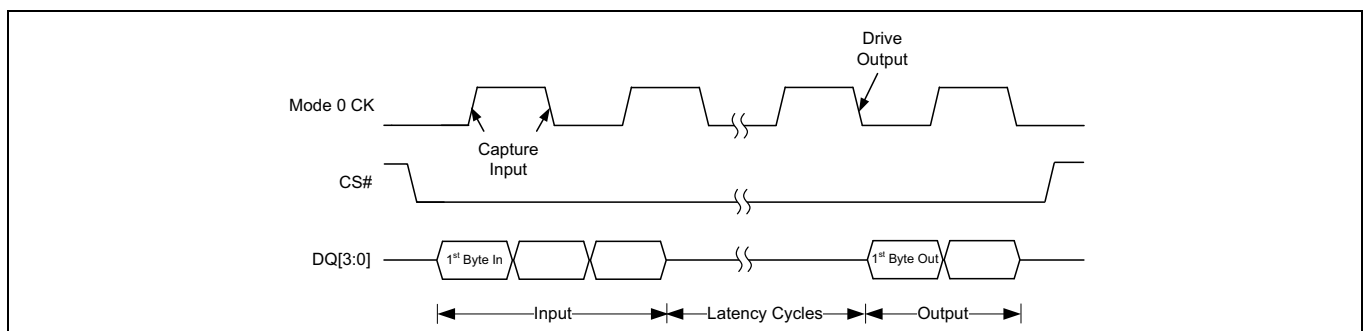 Drive
Output
Mode 0 CK
Capture
Input
CS#
DQ[3:0]
1st Byte In
1st Byte Out
Input
Latency Cycles
Output